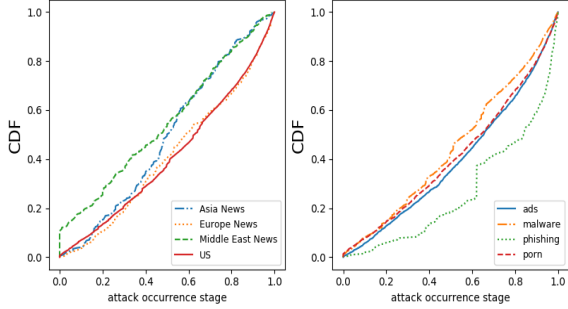 CDF
1.0
0.8
0.6
0.4
0.2
0.0
Asia News
Europe News
Middle East News
US
0.0 0.2 0.4 0.6 0.8 1.0
attack occurrence stage
CDF
1.0
0.8
0.6
0.4
0.2
0.0
ads
malware
phishing
porn
0.0 0.2 0.4 0.6 0.8 1.0
attack occurrence stage